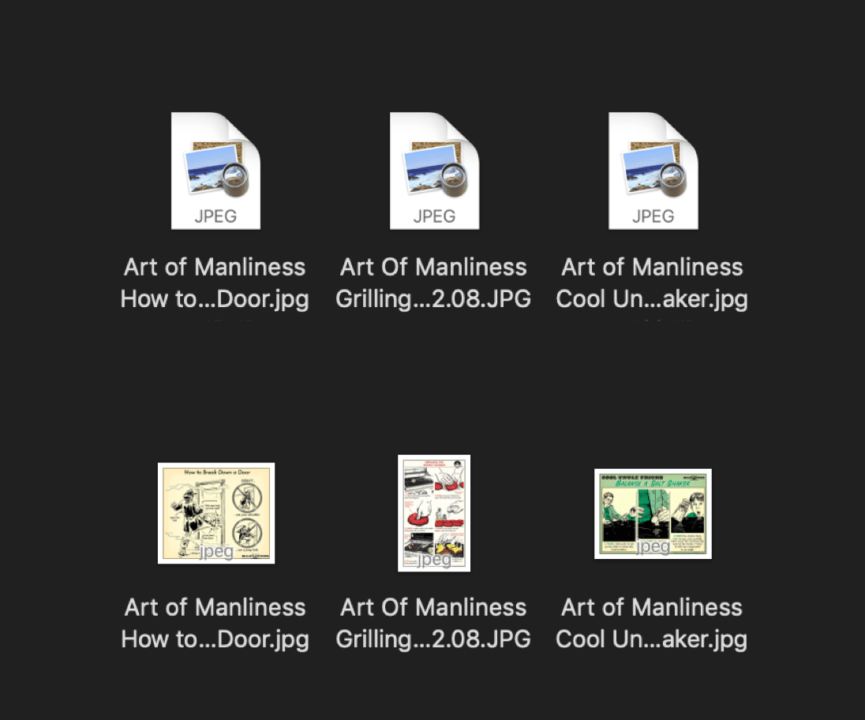 JPEG JPEG JPEG
Art of Manliness Art Of Manliness Art of Manliness
How to...Door.jpg Grilling...2.08.JPG Cool Un...aker.jpg
How to Break Down a Door
COOL UNCLE TRICKS
BALANCE A SALT SHAKER
jpeg jpeg jpeg
Art of Manliness Art Of Manliness Art of Manliness
How to...Door.jpg Grilling...2.08.JPG Cool Un...aker.jpg